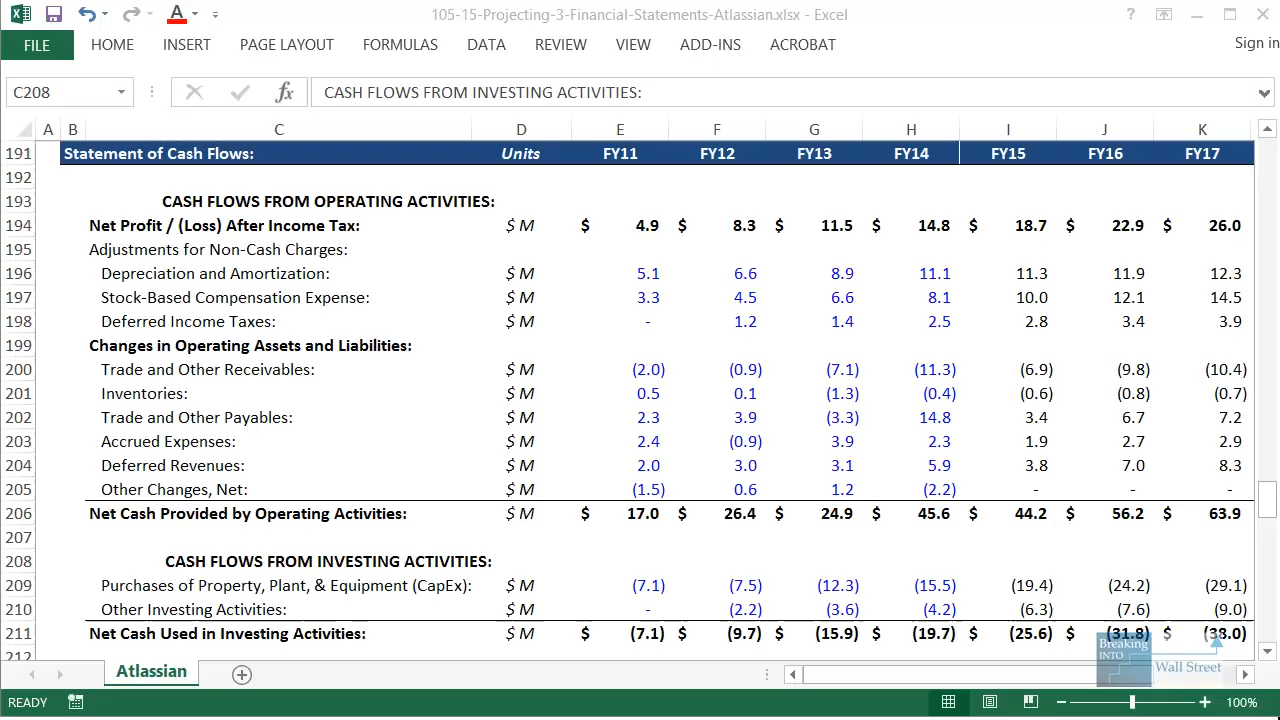 105-15-Projecting-3-Financial-Statements-Atlassian.xlsx - Excel
FILE HOME INSERT PAGE LAYOUT FORMULAS DATA REVIEW VIEW ADD-INS ACROBAT Sign in
C208 fx CASH FLOWS FROM INVESTING ACTIVITIES:
A B C D E F G H I J K
191 Statement of Cash Flows: Units FY11 FY12 FY13 FY14 FY15 FY16 FY17
192
193 CASH FLOWS FROM OPERATING ACTIVITIES:
194 Net Profit / (Loss) After Income Tax: $ M $ 4.9 $ 8.3 $ 11.5 $ 14.8 $ 18.7 $ 22.9 $ 26.0
195 Adjustments for Non-Cash Charges:
196 Depreciation and Amortization: $ M 5.1 6.6 8.9 11.1 11.3 11.9 12.3
197 Stock-Based Compensation Expense: $ M 3.3 4.5 6.6 8.1 10.0 12.1 14.5
198 Deferred Income Taxes: $ M - 1.2 1.4 2.5 2.8 3.4 3.9
199 Changes in Operating Assets and Liabilities:
200 Trade and Other Receivables: $ M (2.0) (0.9) (7.1) (11.3) (6.9) (9.8) (10.4)
201 Inventories: $ M 0.5 0.1 (1.3) (0.4) (0.6) (0.8) (0.7)
202 Trade and Other Payables: $ M 2.3 3.9 (3.3) 14.8 3.4 6.7 7.2
203 Accrued Expenses: $ M 2.4 (0.9) 3.9 2.3 1.9 2.7 2.9
204 Deferred Revenues: $ M 2.0 3.0 3.1 5.9 3.8 7.0 8.3
205 Other Changes, Net: $ M (1.5) 0.6 1.2 (2.2) - - -
206 Net Cash Provided by Operating Activities: $ M $ 17.0 $ 26.4 $ 24.9 $ 45.6 $ 44.2 $ 56.2 $ 63.9
207
208 CASH FLOWS FROM INVESTING ACTIVITIES:
209 Purchases of Property, Plant, & Equipment (CapEx): $ M (7.1) (7.5) (12.3) (15.5) (19.4) (24.2) (29.1)
210 Other Investing Activities: $ M - (2.2) (3.6) (4.2) (6.3) (7.6) (9.0)
211 Net Cash Used in Investing Activities: $ M $ (7.1) $ (9.7) $ (15.9) $ (19.7) $ (25.6) $ (31.8) $ (38.0)
212
Breaking
INTO
Wall Street
Atlassian
READY 100%